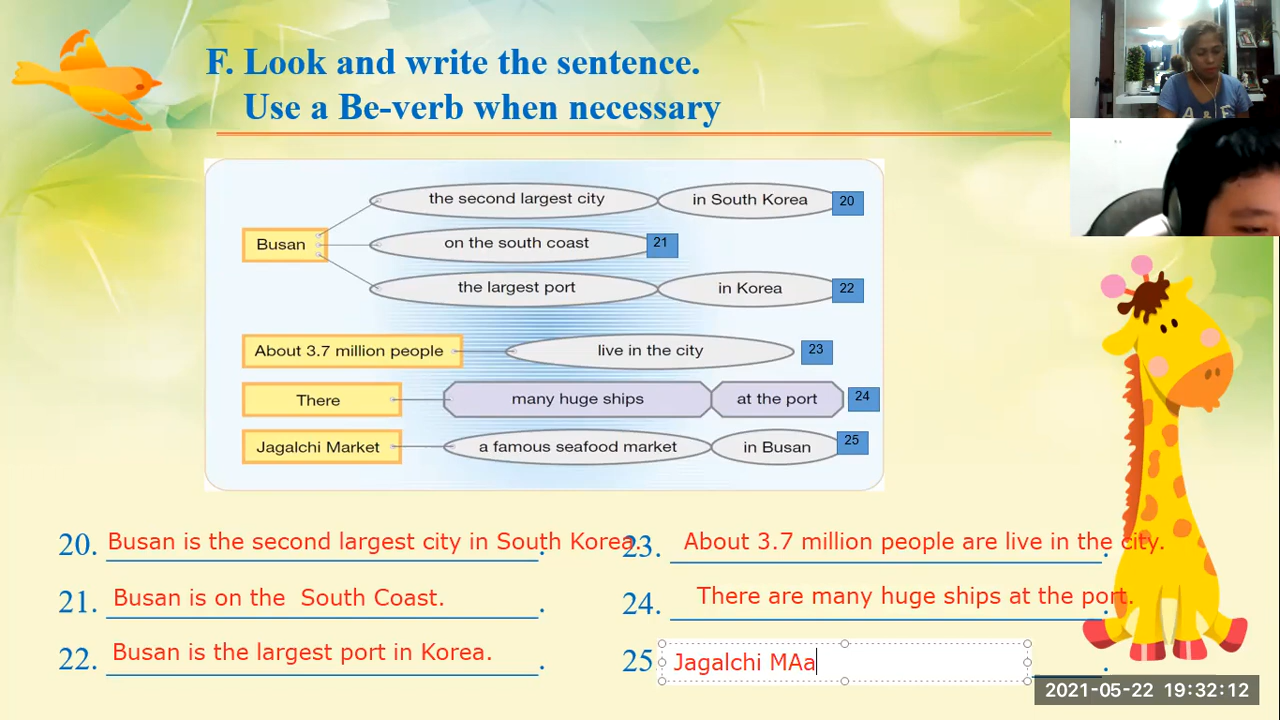 F. Look and write the sentence.
Use a Be-verb when necessary
the second largest city in South Korea 20
Busan on the south coast 21
the largest port in Korea 22
About 3.7 million people live in the city 23
There many huge ships at the port 24
Jagalchi Market a famous seafood market in Busan 25
20. Busan is the second largest city in South Korea. .
21. Busan is on the South Coast. .
22. Busan is the largest port in Korea. .
23. About 3.7 million people are live in the city. .
24. There are many huge ships at the port. .
25 Jagalchi MAa .
A & F
2021-05-22 19:32:12